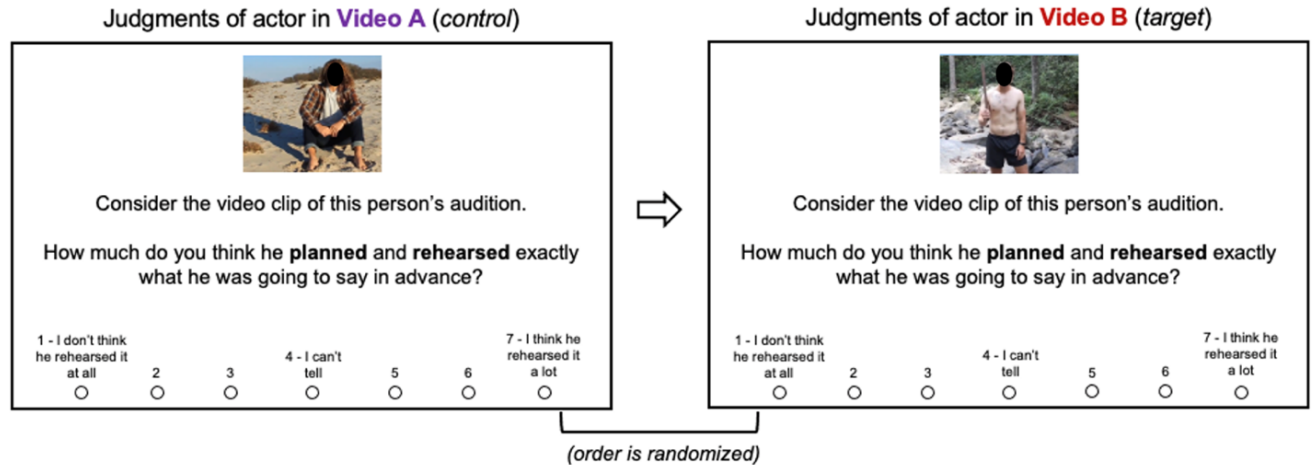 Judgments of actor in Video A (control)
Consider the video clip of this person's audition.
How much do you think he planned and rehearsed exactly
what he was going to say in advance?
1 - I don't think
he rehearsed it
at all
2
3
4 - I can't
tell
5
6
7 - I think he
rehearsed it
a lot
Judgments of actor in Video B (target)
Consider the video clip of this person's audition.
How much do you think he planned and rehearsed exactly
what he was going to say in advance?
1 - I don't think
he rehearsed it
at all
2
3
4 - I can't
tell
5
6
7 - I think he
rehearsed it
a lot
(order is randomized)